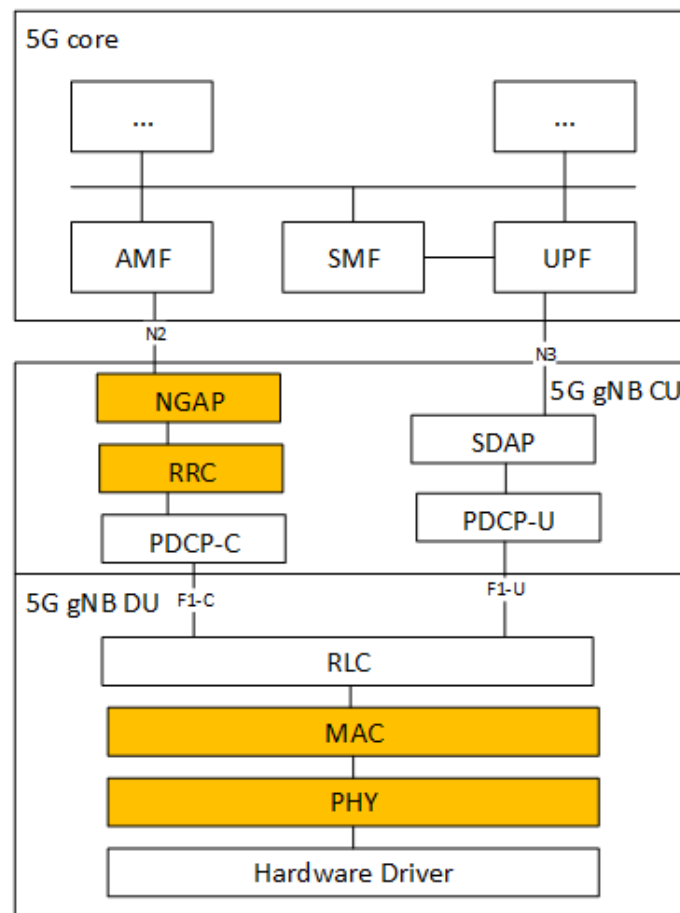 5G core
...
...
AMF
SMF
UPF
N2
N3
NGAP
5G gNB CU
RRC
SDAP
PDCP-C
PDCP-U
5G gNB DU
F1-C
F1-U
RLC
MAC
PHY
Hardware Driver